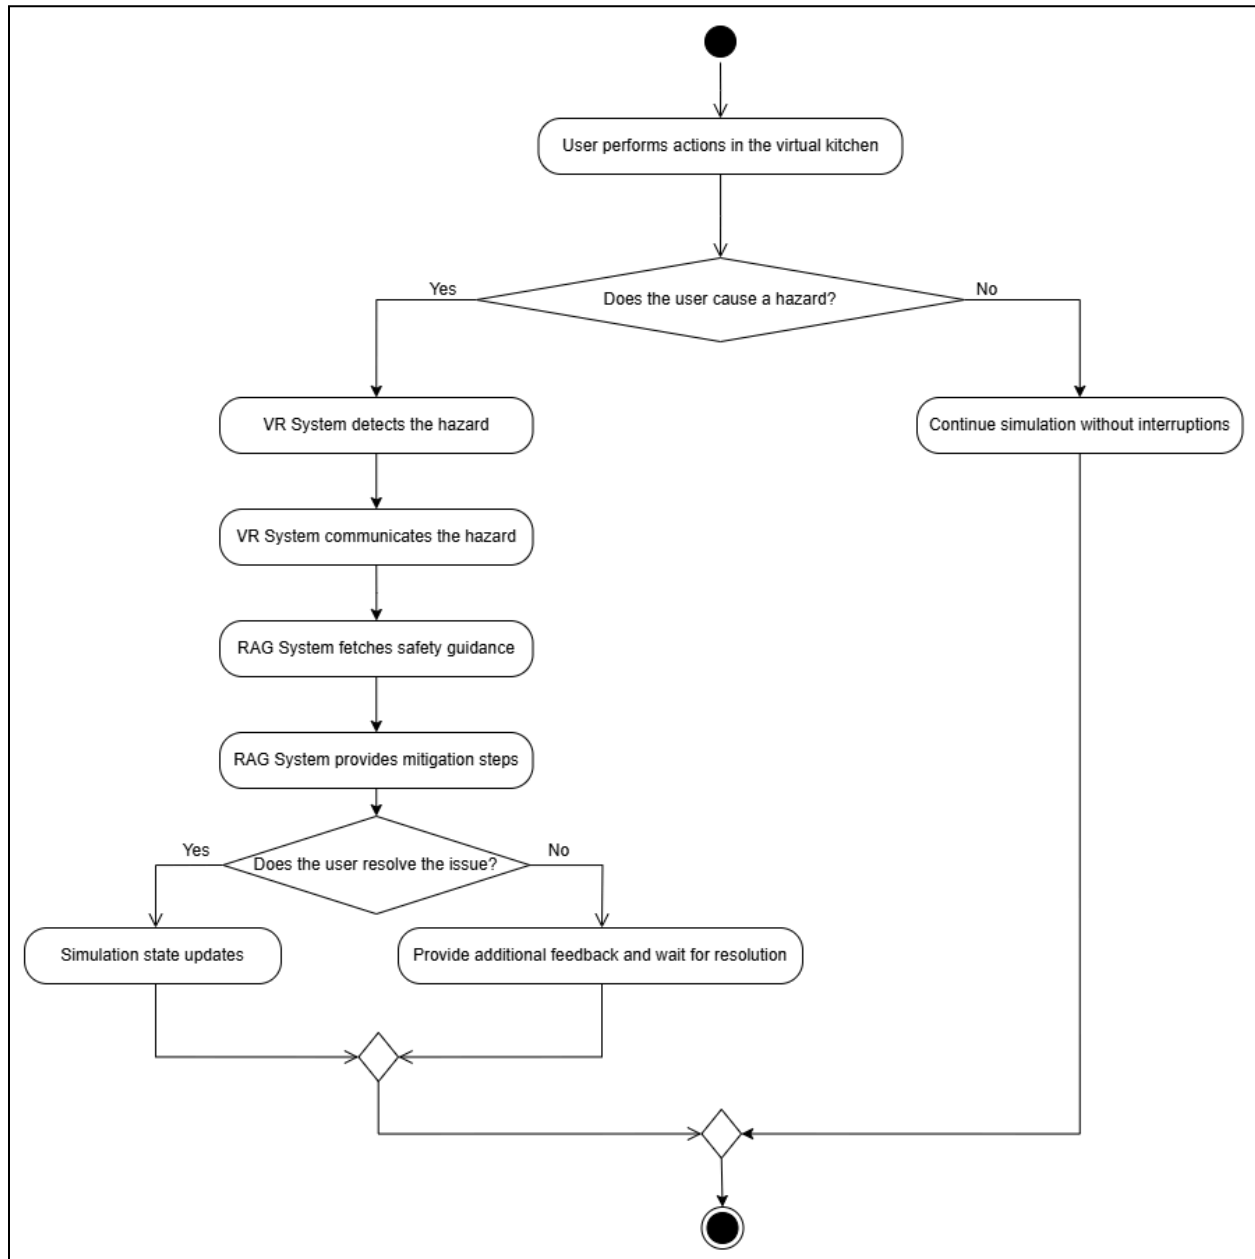 User performs actions in the virtual kitchen
Yes
Does the user cause a hazard?
No
VR System detects the hazard
Continue simulation without interruptions
VR System communicates the hazard
RAG System fetches safety guidance
RAG System provides mitigation steps
Yes
Does the user resolve the issue?
No
Simulation state updates
Provide additional feedback and wait for resolution